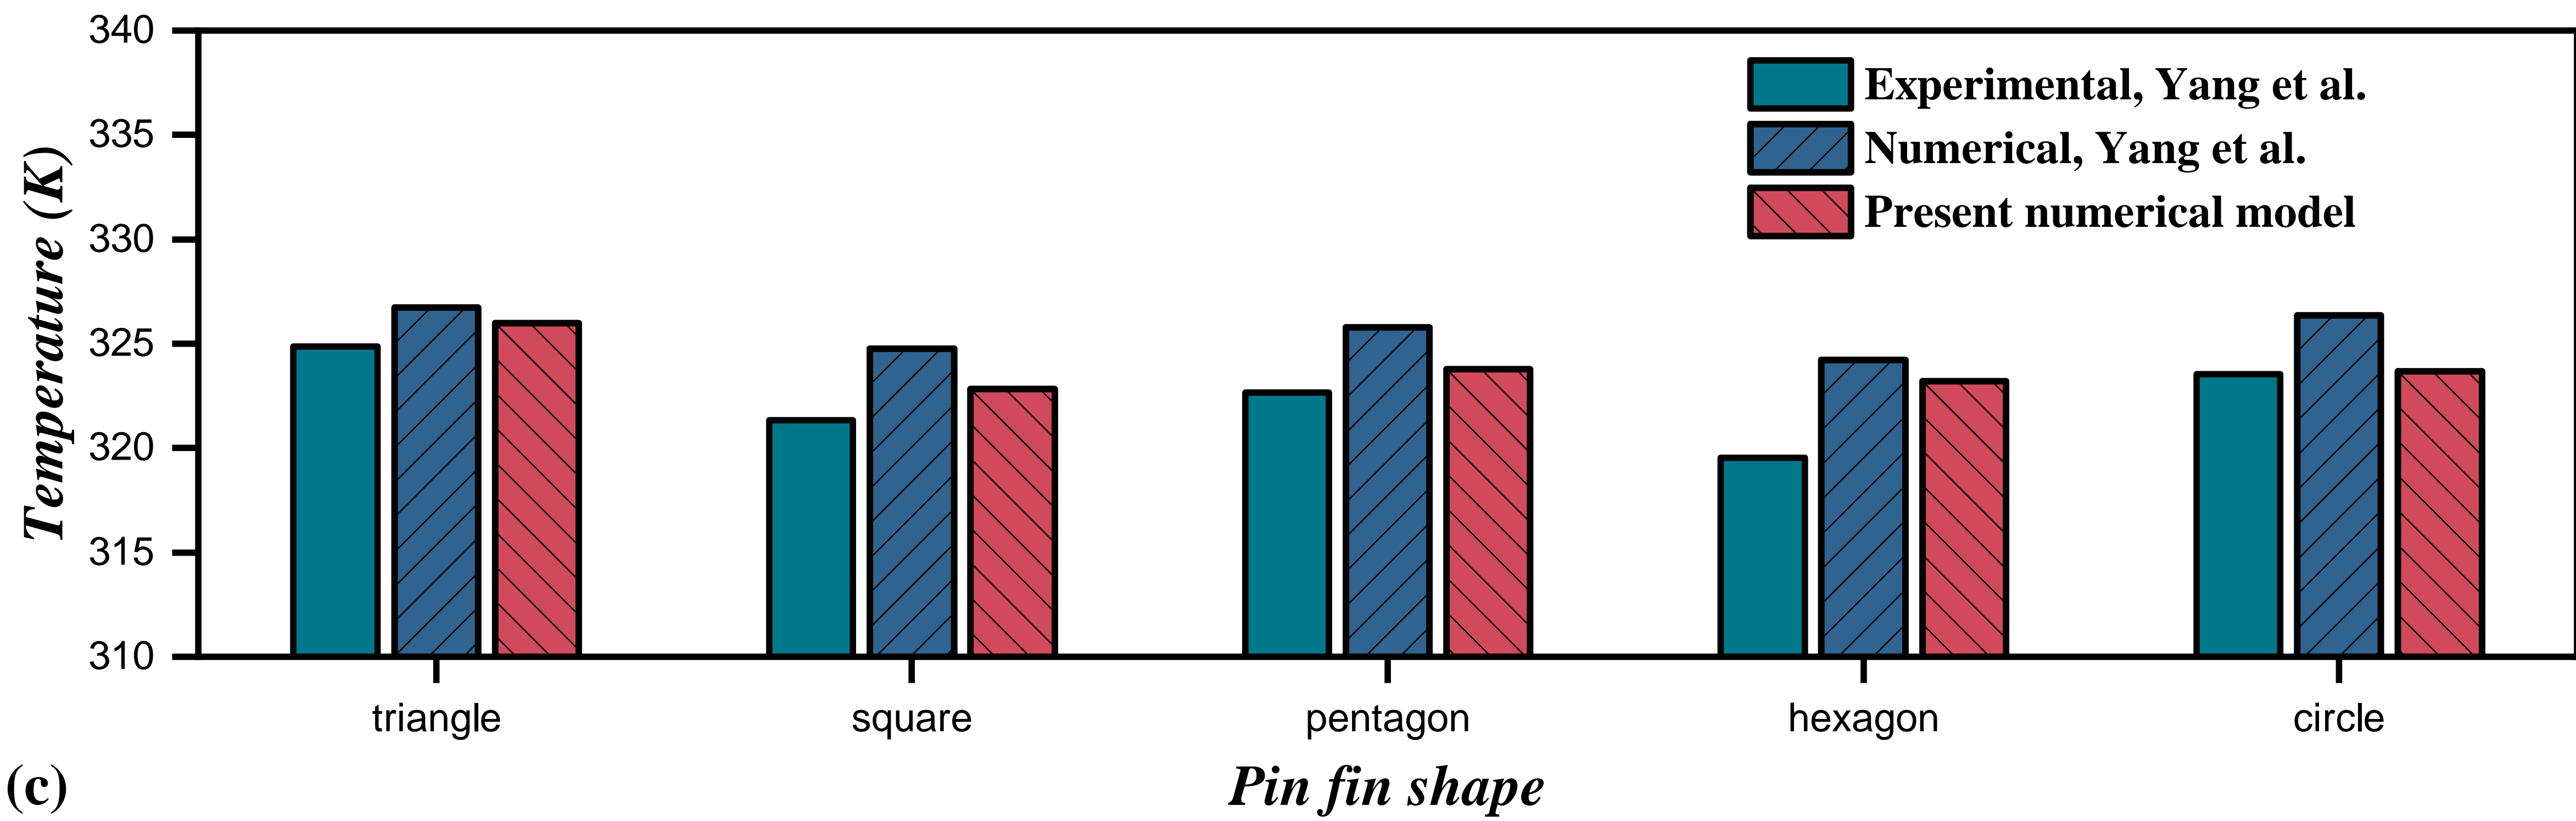 340
335
330
325
320
315
310
Temperature (K)
Experimental, Yang et al.
Numerical, Yang et al.
Present numerical model
triangle
square
pentagon
hexagon
circle
Pin fin shape
(c)